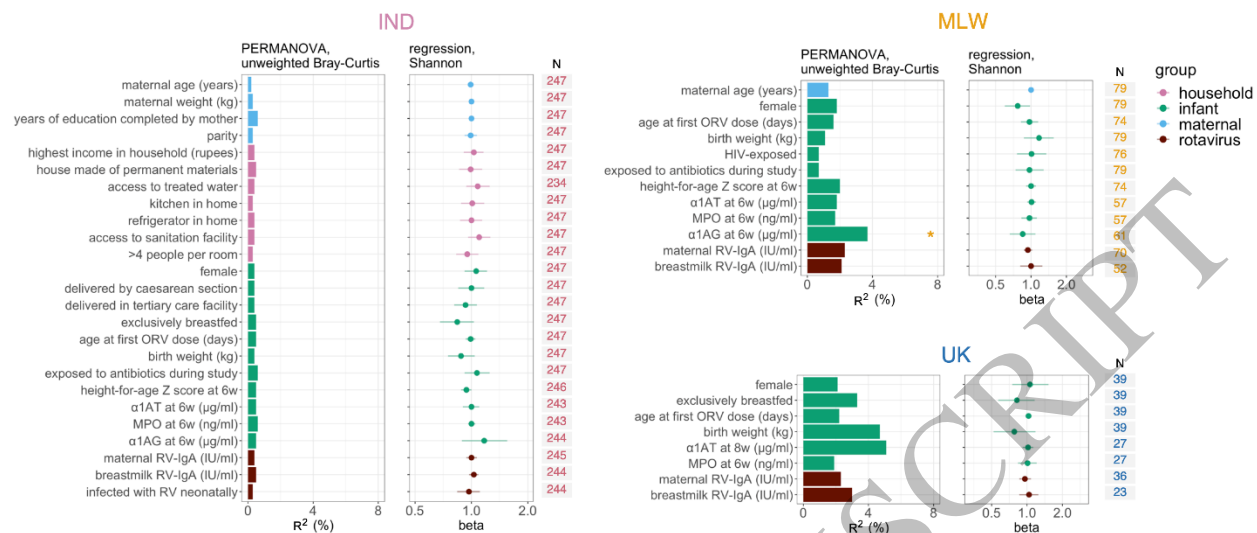 IND
PERMANOVA,
unweighted Bray-Curtis
regression,
Shannon
N
maternal age (years)
247
maternal weight (kg)
247
years of education completed by mother
247
parity
247
highest income in household (rupees)
247
house made of permanent materials
247
access to treated water
234
kitchen in home
247
refrigerator in home
247
access to sanitation facility
247
>4 people per room
247
female
247
delivered by caesarean section
247
delivered in tertiary care facility
247
exclusively breastfed
247
age at first ORV dose (days)
247
birth weight (kg)
247
exposed to antibiotics during study
247
height-for-age Z score at 6w
246
α1AT at 6w (μg/ml)
243
MPO at 6w (ng/ml)
243
α1AG at 6w (μg/ml)
244
maternal RV-IgA (IU/ml)
245
breastmilk RV-IgA (IU/ml)
244
infected with RV neonatally
244
0 4 8
0.5 1.0 2.0
R² (%)
beta
MLW
PERMANOVA,
unweighted Bray-Curtis
regression,
Shannon
N
maternal age (years)
79
female
79
age at first ORV dose (days)
74
birth weight (kg)
79
HIV-exposed
76
exposed to antibiotics during study
79
height-for-age Z score at 6w
74
α1AT at 6w (μg/ml)
57
MPO at 6w (ng/ml)
57
α1AG at 6w (μg/ml)
*
61
maternal RV-IgA (IU/ml)
70
breastmilk RV-IgA (IU/ml)
52
0 4 8
0.5 1.0 2.0
R² (%)
beta
group
household
infant
maternal
rotavirus
UK
N
female
39
exclusively breastfed
39
age at first ORV dose (days)
39
birth weight (kg)
39
α1AT at 8w (μg/ml)
27
MPO at 6w (ng/ml)
27
maternal RV-IgA (IU/ml)
36
breastmilk RV-IgA (IU/ml)
23
0 4 8
0.5 1.0 2.0
R² (%)
beta
SCRIPT